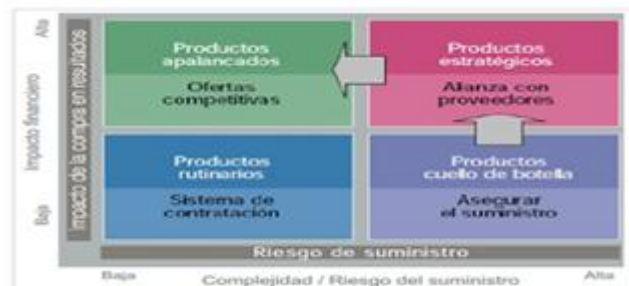 Alta
Impacto financiero
Baja
Impacto de la compra en resultados
Productos
apalancados
Ofertas
competitivas
Productos
estratégicos
Alianza con
proveedores
Productos
rutinarios
Sistema de
contratación
Productos
cuello de botella
Asegurar
el suministro
Riesgo de suministro
Baja
Complejidad / Riesgo del suministro
Alta